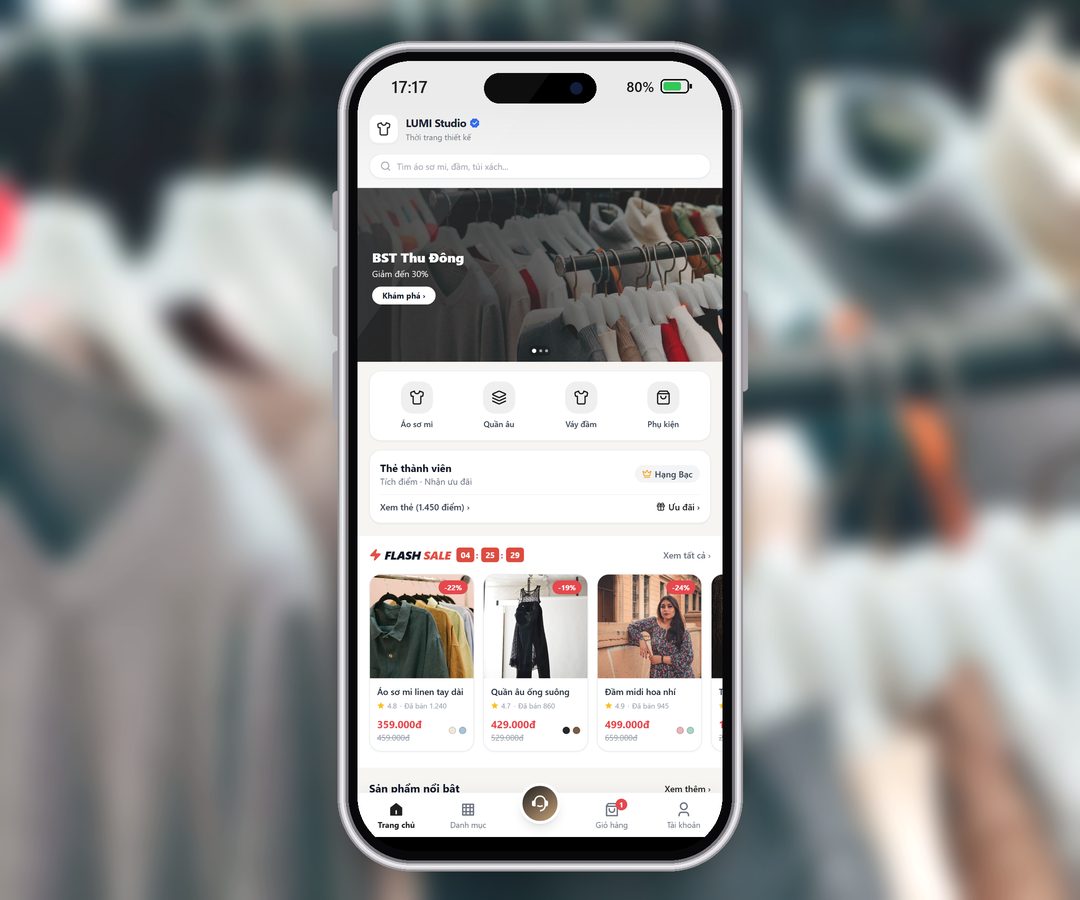 17:17
80%
LUMI Studio
Thời trang thiết kế
Tìm áo sơ mi, đầm, túi xách...
BST Thu Đông
Giảm đến 30%
Khám phá ›
Áo sơ mi
Quần âu
Váy đầm
Phụ kiện
Thẻ thành viên
Tích điểm · Nhận ưu đãi
Hạng Bạc
Xem thẻ (1.450 điểm) ›
Ưu đãi ›
FLASH SALE 04 : 25 : 29
Xem tất cả ›
-22%
Áo sơ mi linen tay dài
4.8 · Đã bán 1.240
359.000đ
459.000đ
-19%
Quần âu ống suông
4.7 · Đã bán 860
429.000đ
529.000đ
-24%
Đầm midi hoa nhí
4.9 · Đã bán 945
499.000đ
659.000đ
Sản phẩm nổi bật
Xem thêm ›
Trang chủ
Danh mục
1
Giỏ hàng
Tài khoản